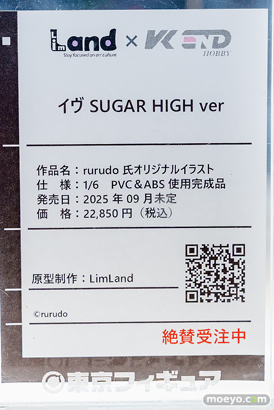 LimLand × VKEND HOBBY
Stay focused on art culture
イヴ SUGAR HIGH ver
作品名：rurudo 氏オリジナルイラスト
仕　様：1/6　PVC＆ABS 使用完成品
発売日：2025 年 09 月未定
価　格：22,850 円（税込）
原型制作：LimLand
©rurudo
絶賛受注中
東京フィギュア
moeyo.com